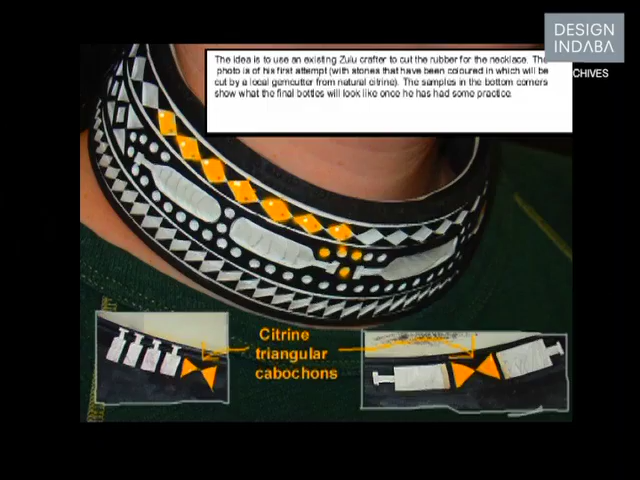 DESIGN
INDABA
CHIVES
The idea is to use an existing Zulu crafter to cut the rubber for the necklace. The
photo is of his first attempt (with stones that have been coloured in which will be
cut by a local gemcutter from natural citrine). The samples in the bottom corners
show what the final bottles will look like once he has had some practice.
Citrine
triangular
cabochons